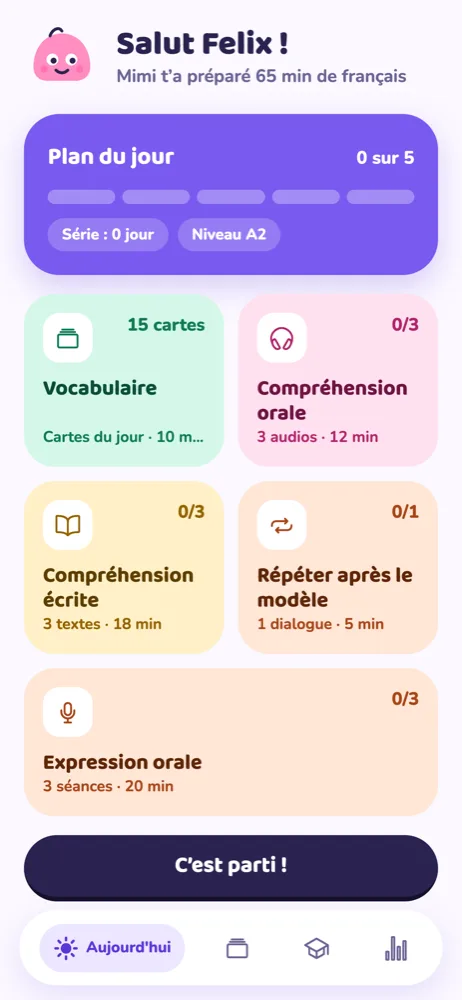 Salut Felix !
Mimi t’a préparé 65 min de français
Plan du jour
0 sur 5
Série : 0 jour
Niveau A2
15 cartes
Vocabulaire
Cartes du jour · 10 m...
0/3
Compréhension
orale
3 audios · 12 min
0/3
Compréhension
écrite
3 textes · 18 min
0/1
Répéter après le
modèle
1 dialogue · 5 min
0/3
Expression orale
3 séances · 20 min
C’est parti !
Aujourd'hui